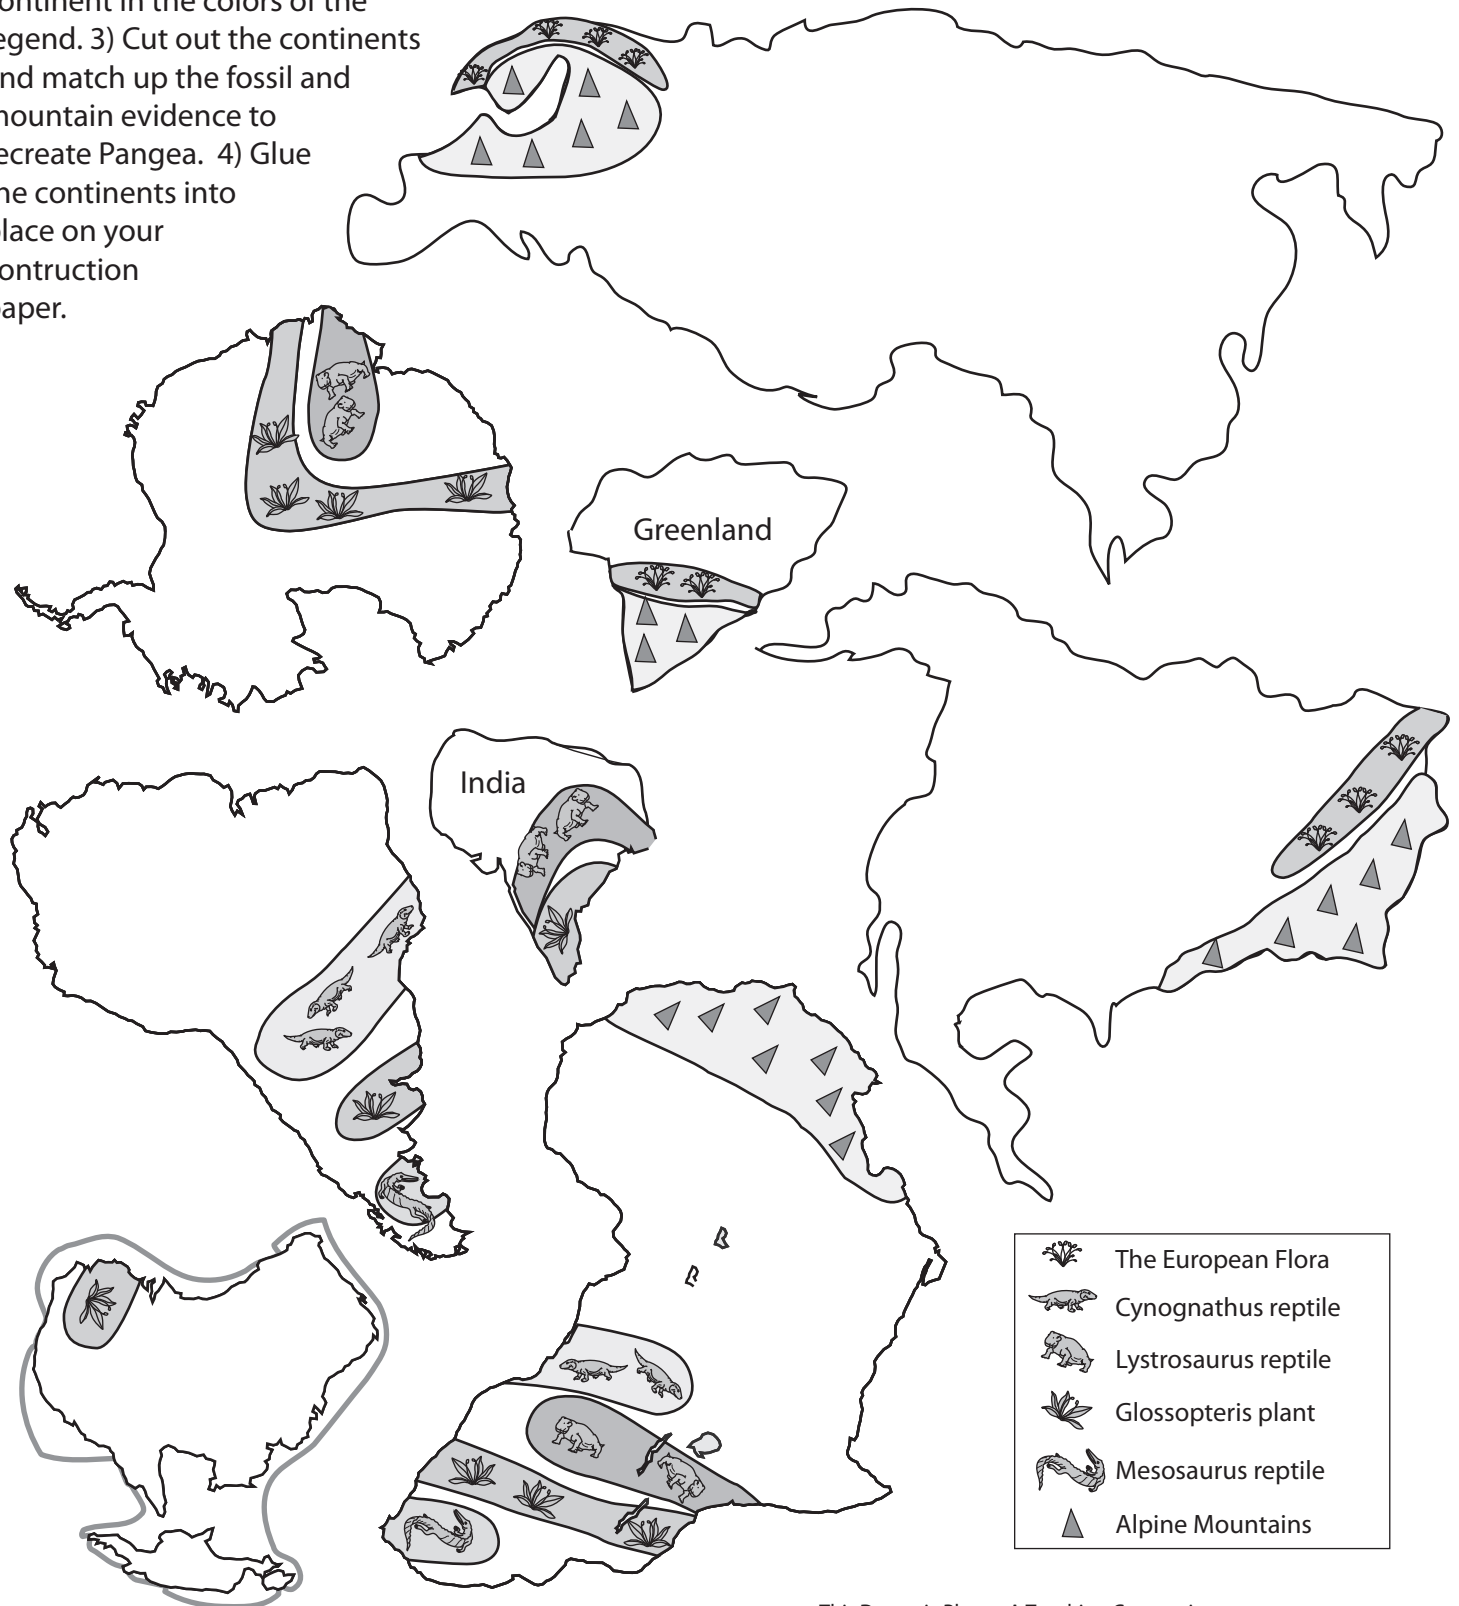 continent in the colors of the
legend. 3) Cut out the continents
and match up the fossil and
mountain evidence to
recreate Pangea. 4) Glue
the continents into
place on your
contruction
paper.
Greenland
India
The European Flora
Cynognathus reptile
Lystrosaurus reptile
Glossopteris plant
Mesosaurus reptile
Alpine Mountains